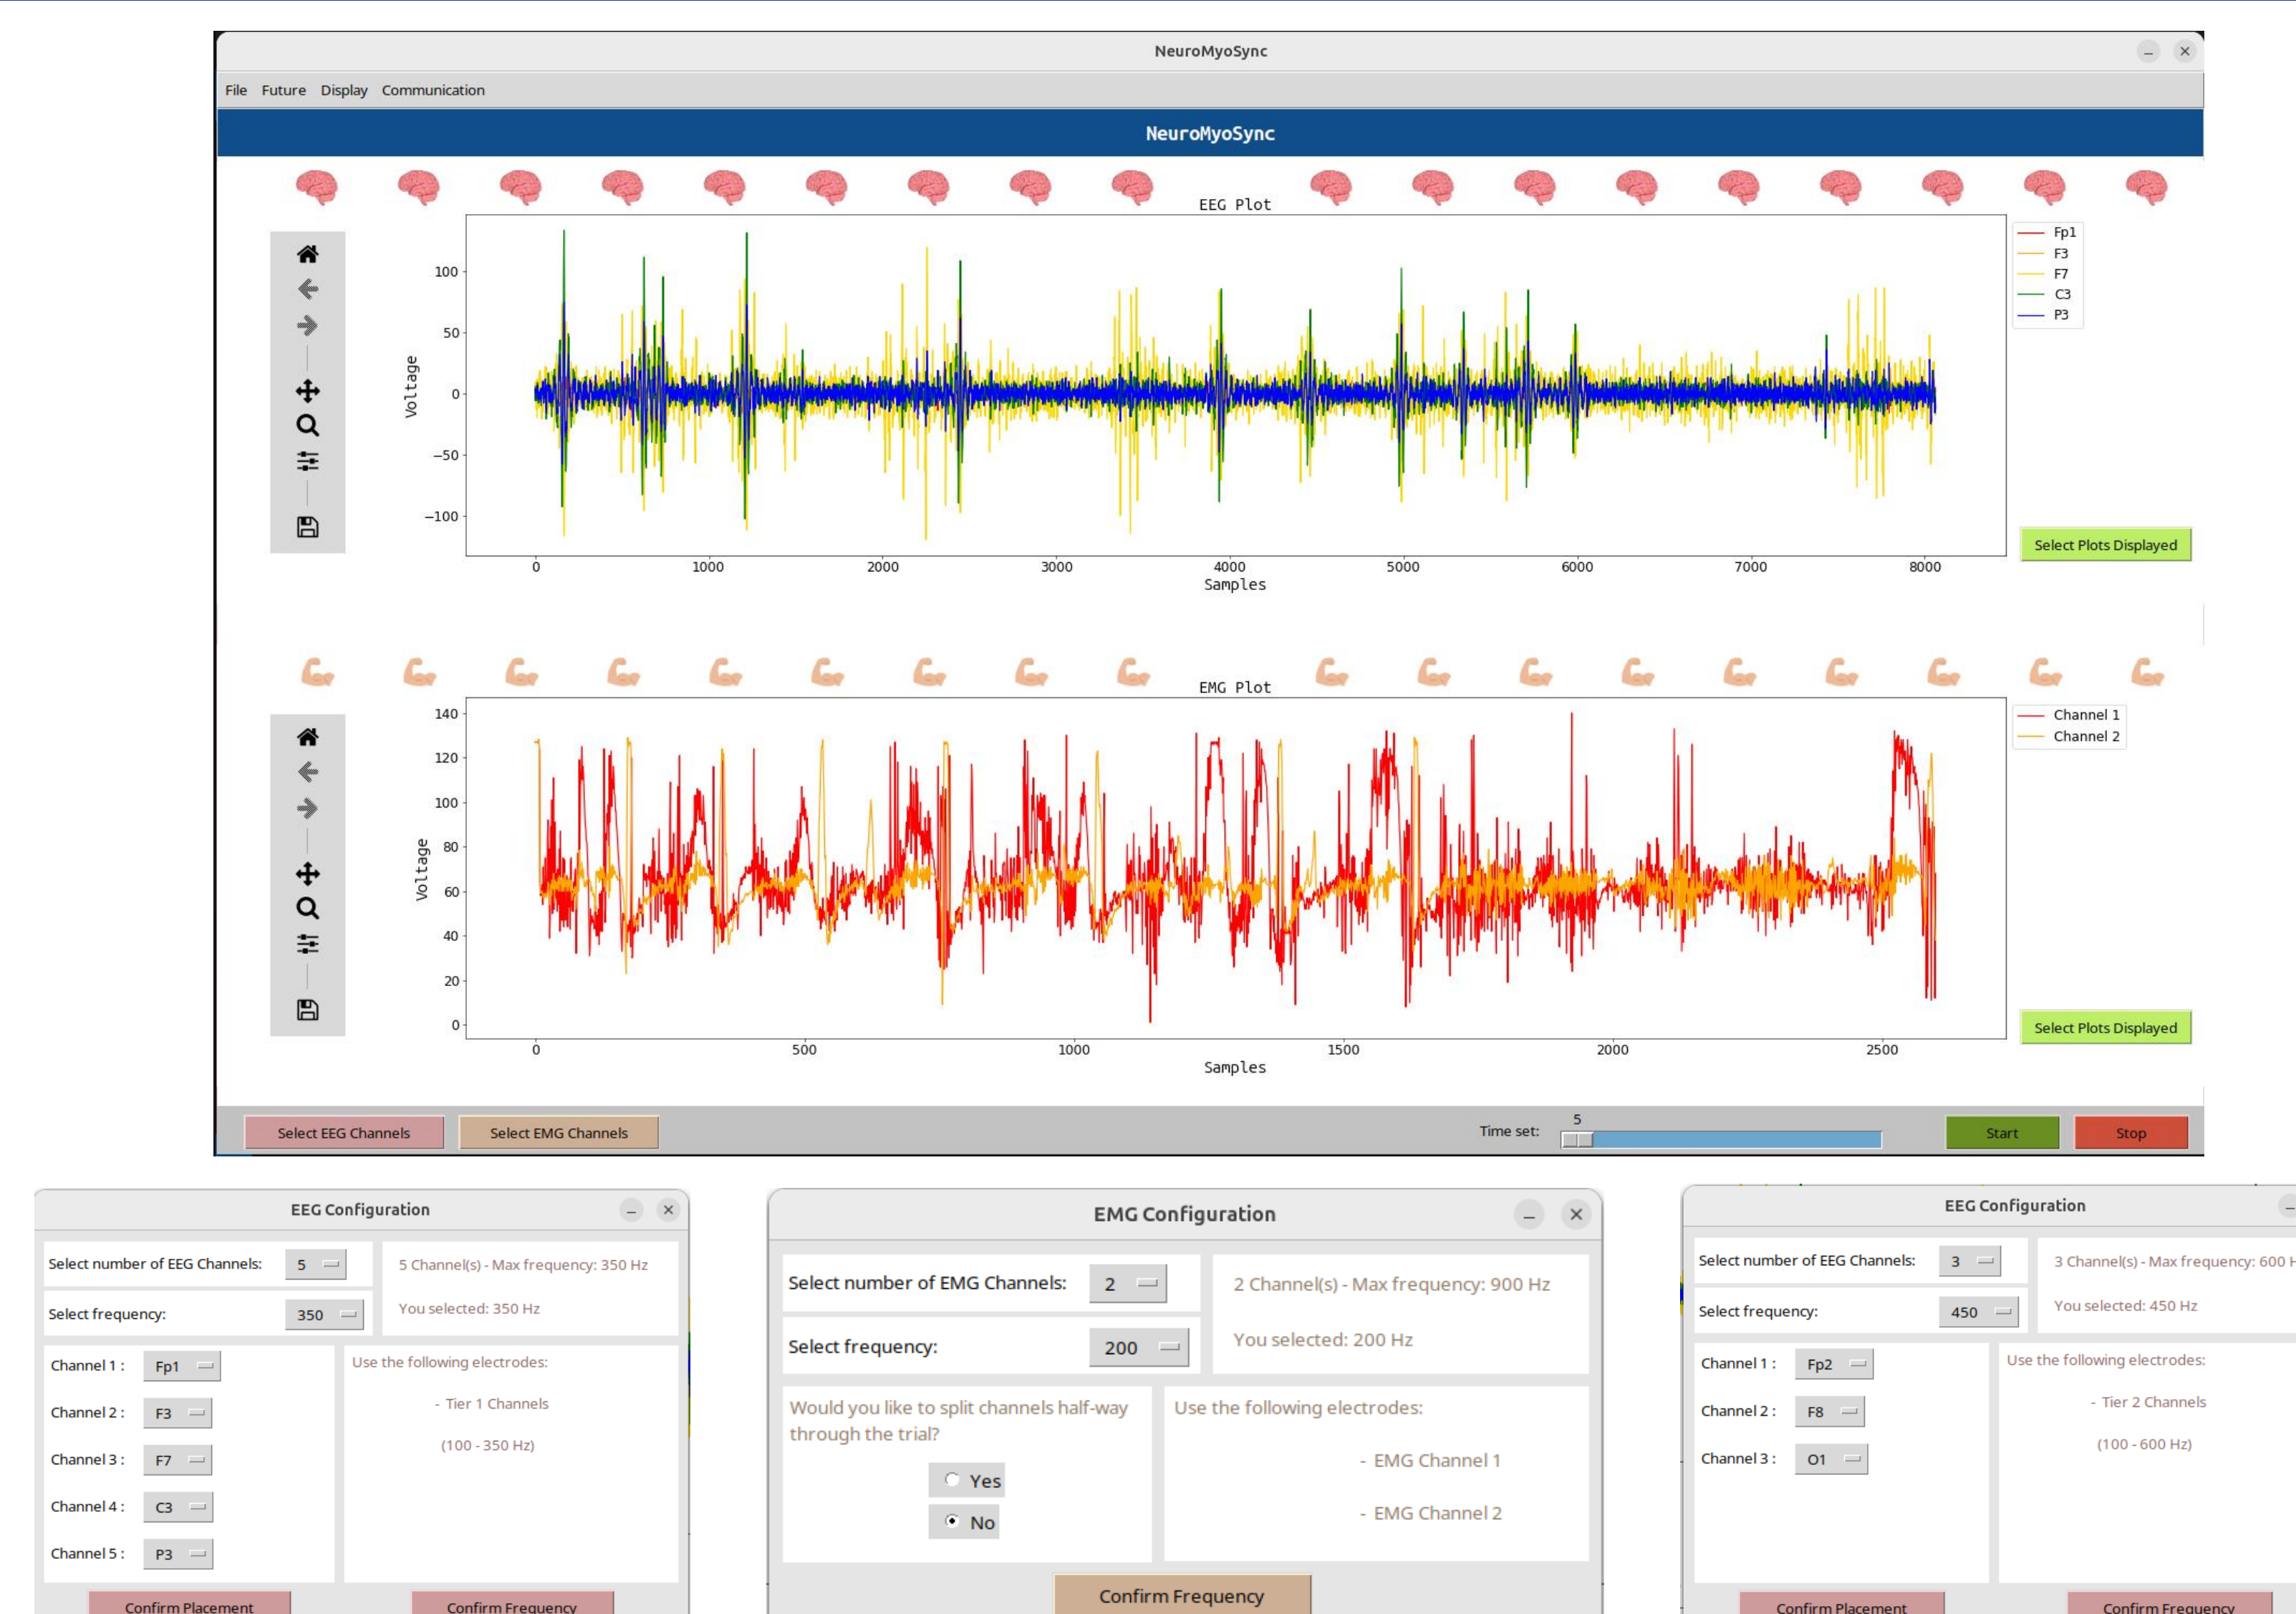 NeuroMyoSync
File Future Display Communication
NeuroMyoSync
EEG Plot
Fp1
F3
F7
C3
P3
100
50
0
−50
−100
Voltage
0 1000 2000 3000 4000 5000 6000 7000 8000
Samples
Select Plots Displayed
EMG Plot
Channel 1
Channel 2
140
120
100
80
60
40
20
0
Voltage
0 500 1000 1500 2000 2500
Samples
Select Plots Displayed
Select EEG Channels
Select EMG Channels
Time set:
5
Start
Stop
EEG Configuration
Select number of EEG Channels: 5
5 Channel(s) - Max frequency: 350 Hz
Select frequency: 350
You selected: 350 Hz
Channel 1 : Fp1
Channel 2 : F3
Channel 3 : F7
Channel 4 : C3
Channel 5 : P3
Use the following electrodes:
- Tier 1 Channels
(100 - 350 Hz)
Confirm Placement
Confirm Frequency
EMG Configuration
Select number of EMG Channels: 2
2 Channel(s) - Max frequency: 900 Hz
Select frequency: 200
You selected: 200 Hz
Would you like to split channels half-way
through the trial?
Yes
No
Use the following electrodes:
- EMG Channel 1
- EMG Channel 2
Confirm Frequency
EEG Configuration
Select number of EEG Channels: 3
3 Channel(s) - Max frequency: 600 H
Select frequency: 450
You selected: 450 Hz
Channel 1 : Fp2
Channel 2 : F8
Channel 3 : O1
Use the following electrodes:
- Tier 2 Channels
(100 - 600 Hz)
Confirm Placement
Confirm Frequency